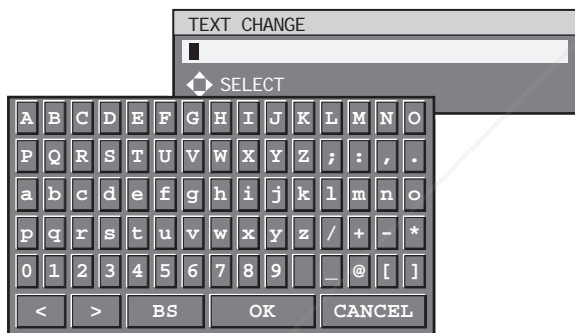 TEXT CHANGE
SELECT
A B C D E F G H I J K L M N O
P Q R S T U V W X Y Z ; : , .
a b c d e f g h i j k l m n o
p q r s t u v w x y z / + - *
0 1 2 3 4 5 6 7 8 9 _ @ [ ]
< > BS OK CANCEL